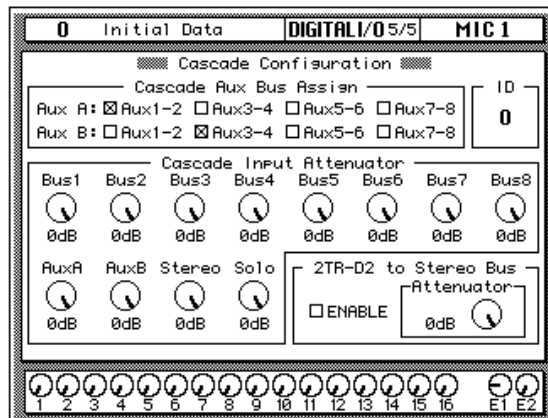 0 Initial Data DIGITAL I/O 5/5 MIC 1
Cascade Configuration
Cascade Aux Bus Assign
ID
Aux A: Aux1-2 Aux3-4 Aux5-6 Aux7-8
0
Aux B: Aux1-2 Aux3-4 Aux5-6 Aux7-8
Cascade Input Attenuator
Bus1 Bus2 Bus3 Bus4 Bus5 Bus6 Bus7 Bus8
0dB 0dB 0dB 0dB 0dB 0dB 0dB 0dB
AuxA AuxB Stereo Solo
0dB 0dB 0dB 0dB
2TR-D2 to Stereo Bus
Attenuator
ENABLE
0dB
1 2 3 4 5 6 7 8 9 10 11 12 13 14 15 16 E1 E2